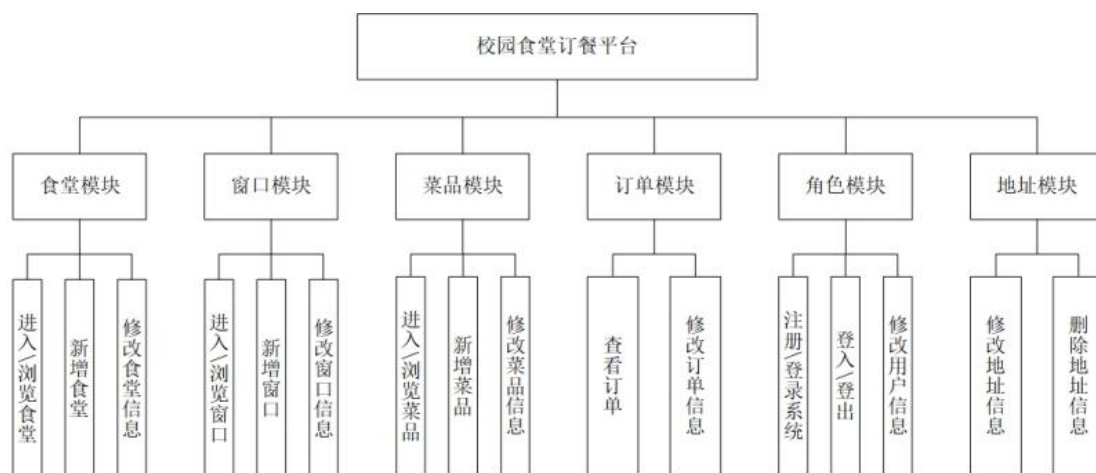 校园食堂订餐平台
食堂模块
窗口模块
菜品模块
订单模块
角色模块
地址模块
进入\浏览食堂
新增食堂
修改食堂信息
进入\浏览窗口
新增窗口
修改窗口信息
进入\浏览菜品
新增菜品
修改菜品信息
查看订单
修改订单信息
注册\登录系统
登入\登出
修改用户信息
修改地址信息
删除地址信息